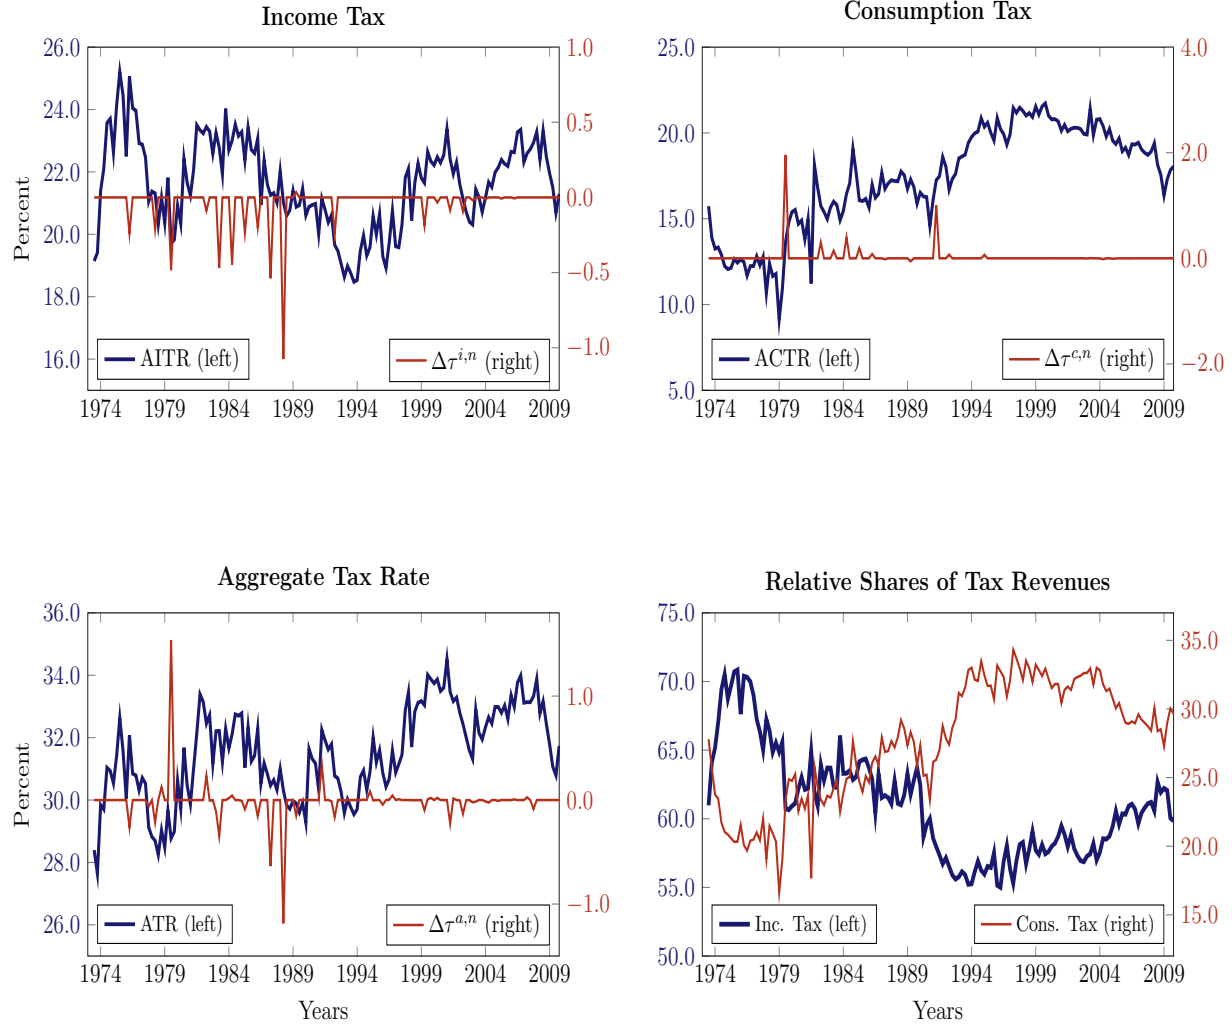 Income Tax
Consumption Tax
26.0
24.0
22.0
20.0
18.0
16.0
Percent
1.0
0.5
0.0
−0.5
−1.0
AITR (left)
Δτ^{i,n} (right)
1974 1979 1984 1989 1994 1999 2004 2009
25.0
20.0
15.0
10.0
5.0
4.0
2.0
0.0
−2.0
ACTR (left)
Δτ^{c,n} (right)
1974 1979 1984 1989 1994 1999 2004 2009
Aggregate Tax Rate
Relative Shares of Tax Revenues
36.0
34.0
32.0
30.0
28.0
26.0
Percent
1.0
0.0
−1.0
ATR (left)
Δτ^{a,n} (right)
1974 1979 1984 1989 1994 1999 2004 2009
Years
75.0
70.0
65.0
60.0
55.0
50.0
35.0
30.0
25.0
20.0
15.0
Inc. Tax (left)
Cons. Tax (right)
1974 1979 1984 1989 1994 1999 2004 2009
Years